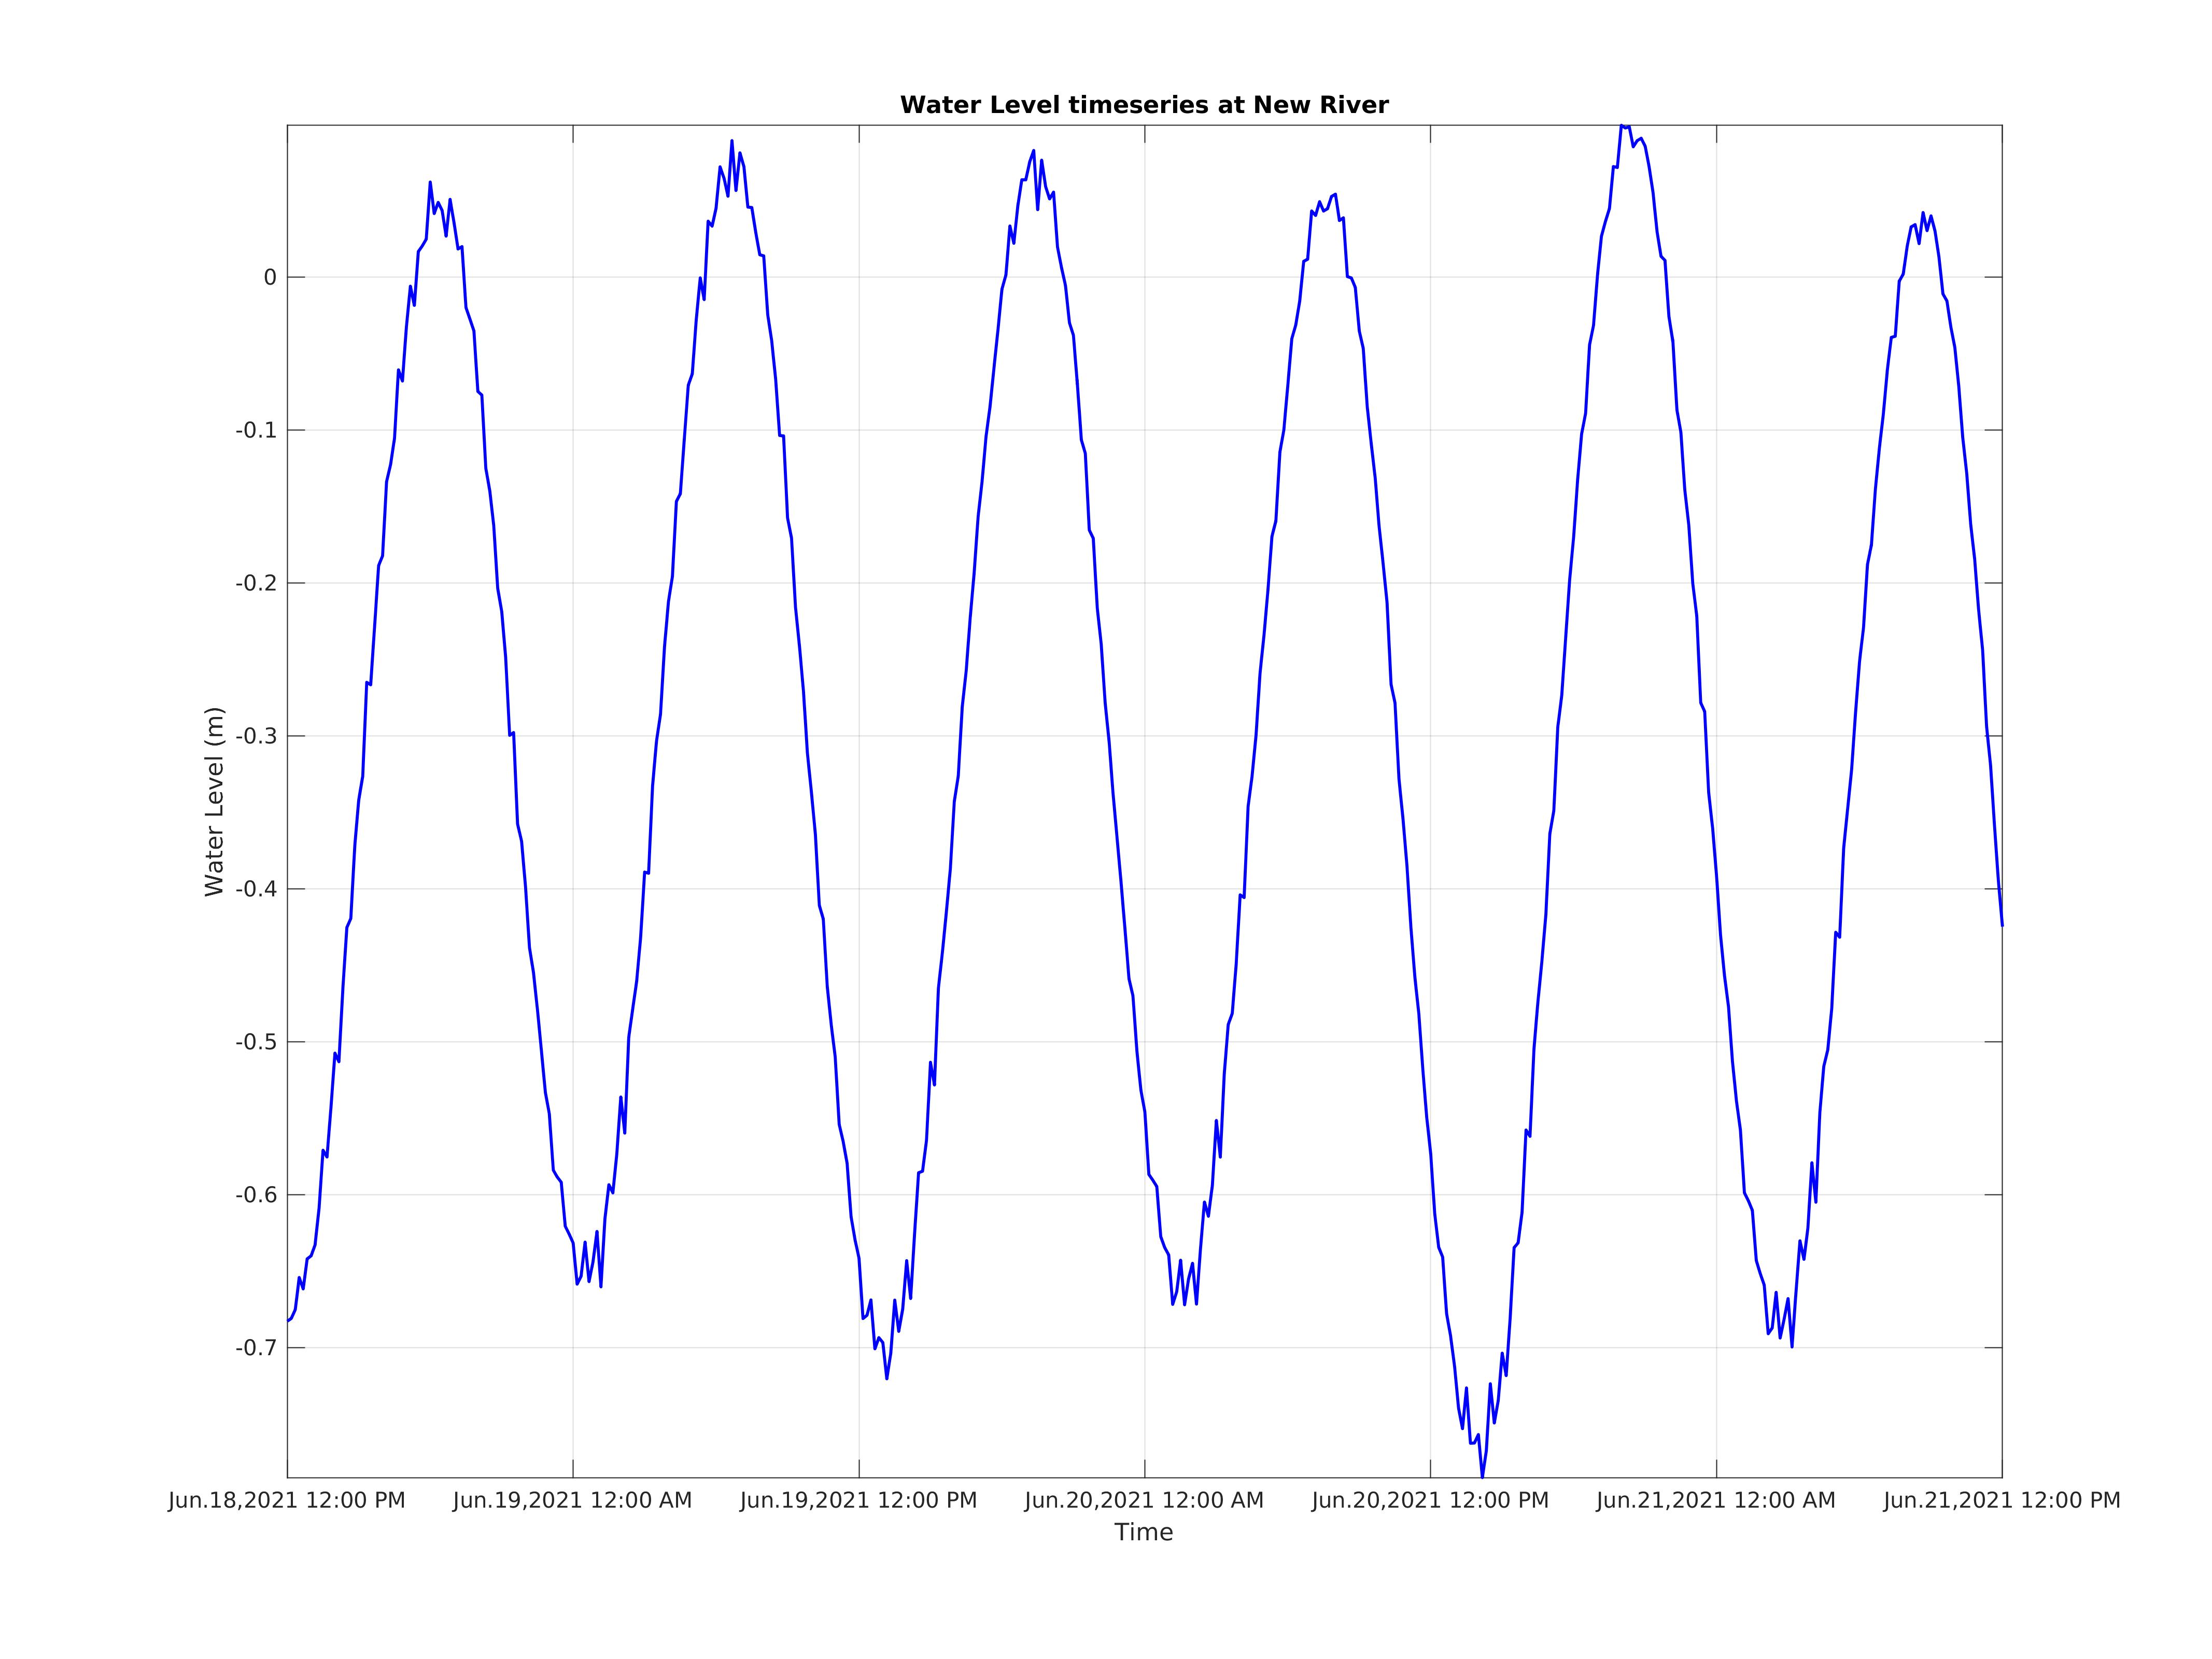 Water Level timeseries at New River
0
-0.1
-0.2
-0.3
-0.4
-0.5
-0.6
-0.7
Water Level (m)
Jun.18,2021 12:00 PM Jun.19,2021 12:00 AM Jun.19,2021 12:00 PM Jun.20,2021 12:00 AM Jun.20,2021 12:00 PM Jun.21,2021 12:00 AM Jun.21,2021 12:00 PM
Time